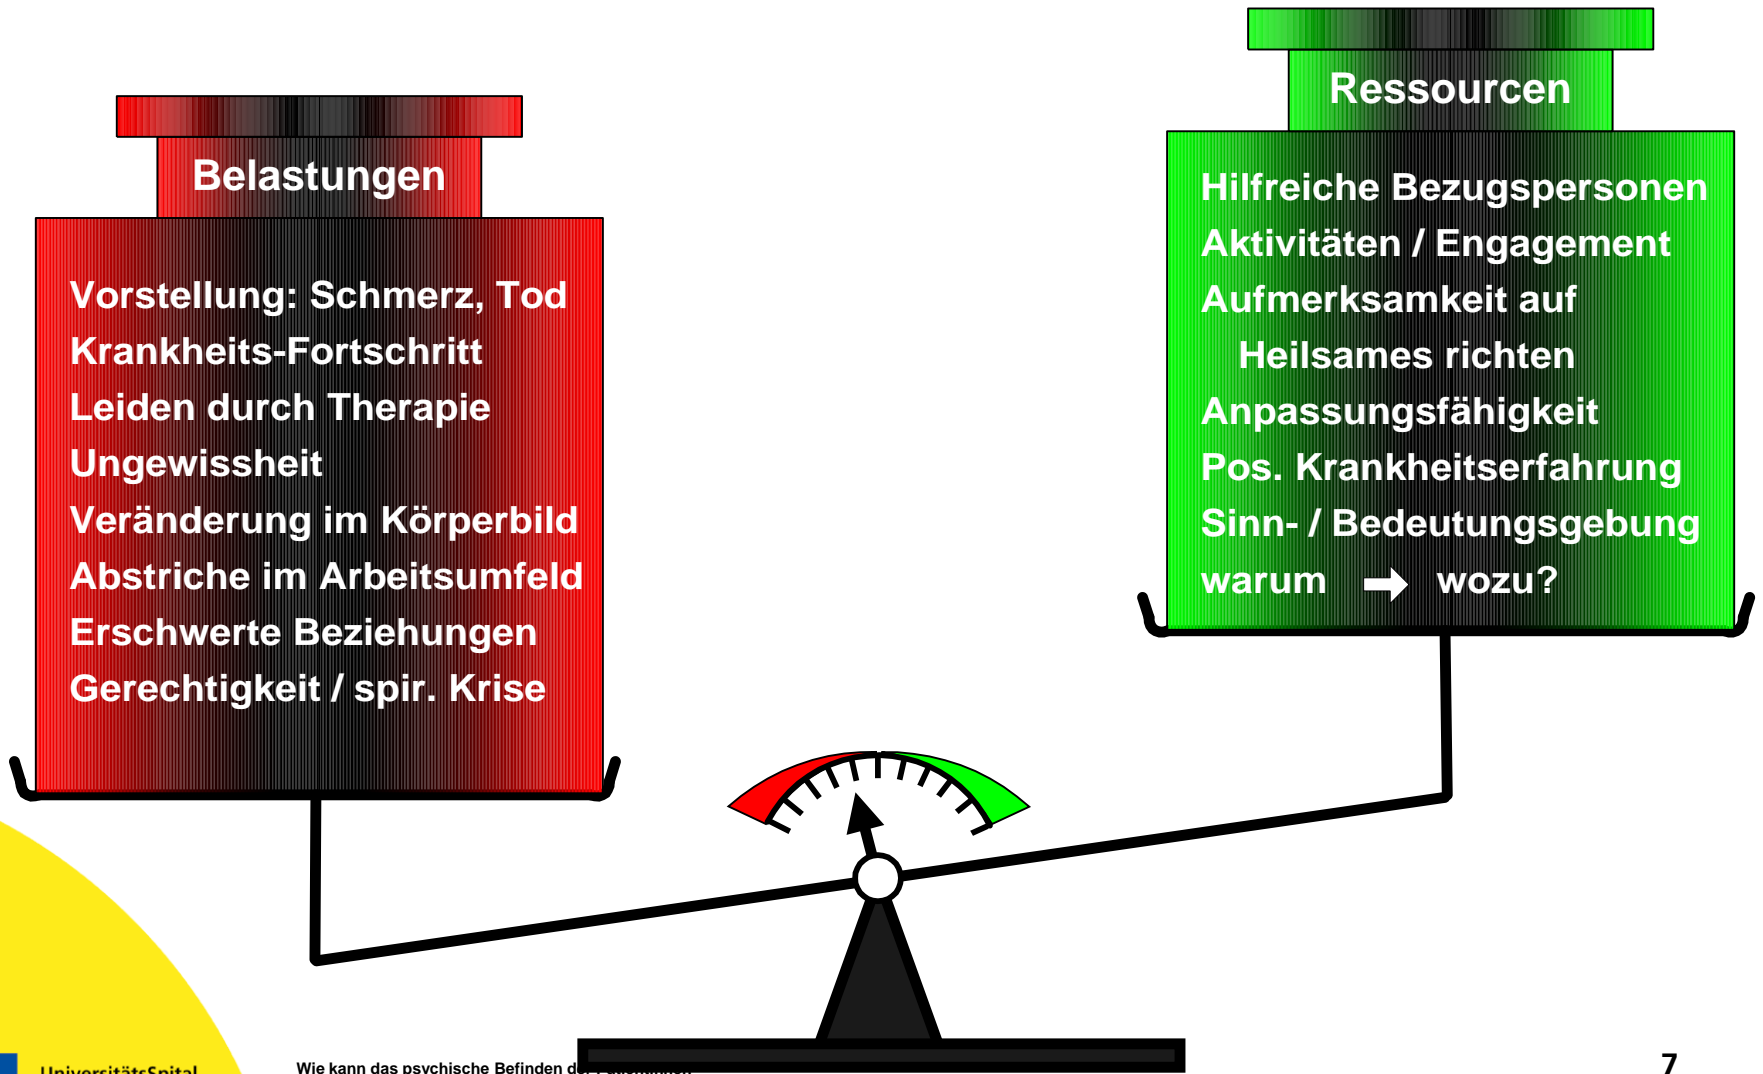 Belastungen
Vorstellung: Schmerz, Tod
Krankheits-Fortschritt
Leiden durch Therapie
Ungewissheit
Veränderung im Körperbild
Abstriche im Arbeitsumfeld
Erschwerte Beziehungen
Gerechtigkeit / spir. Krise
Ressourcen
Hilfreiche Bezugspersonen
Aktivitäten / Engagement
Aufmerksamkeit auf
Heilsames richten
Anpassungsfähigkeit
Pos. Krankheitserfahrung
Sinn- / Bedeutungsgebung
warum → wozu?
UniversitätsSpital
Wie kann das psychische Befinden der
7